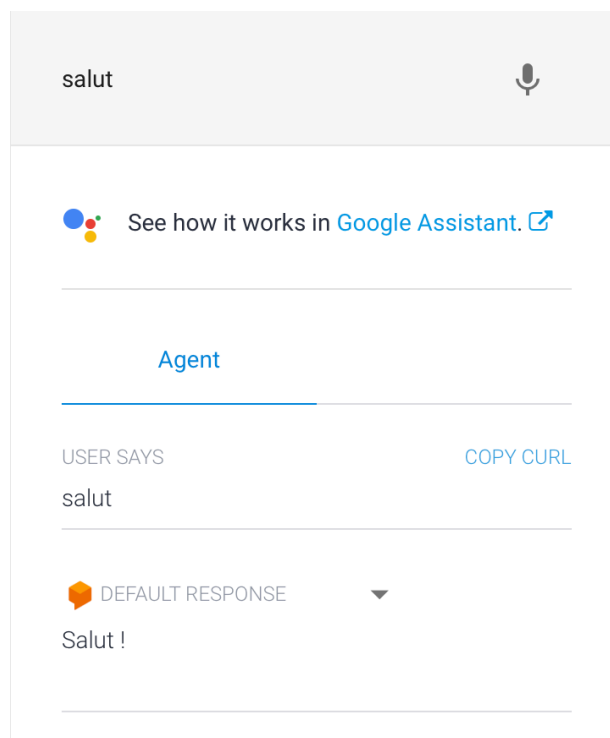 salut
See how it works in Google Assistant.
Agent
USER SAYS COPY CURL
salut
DEFAULT RESPONSE
Salut !